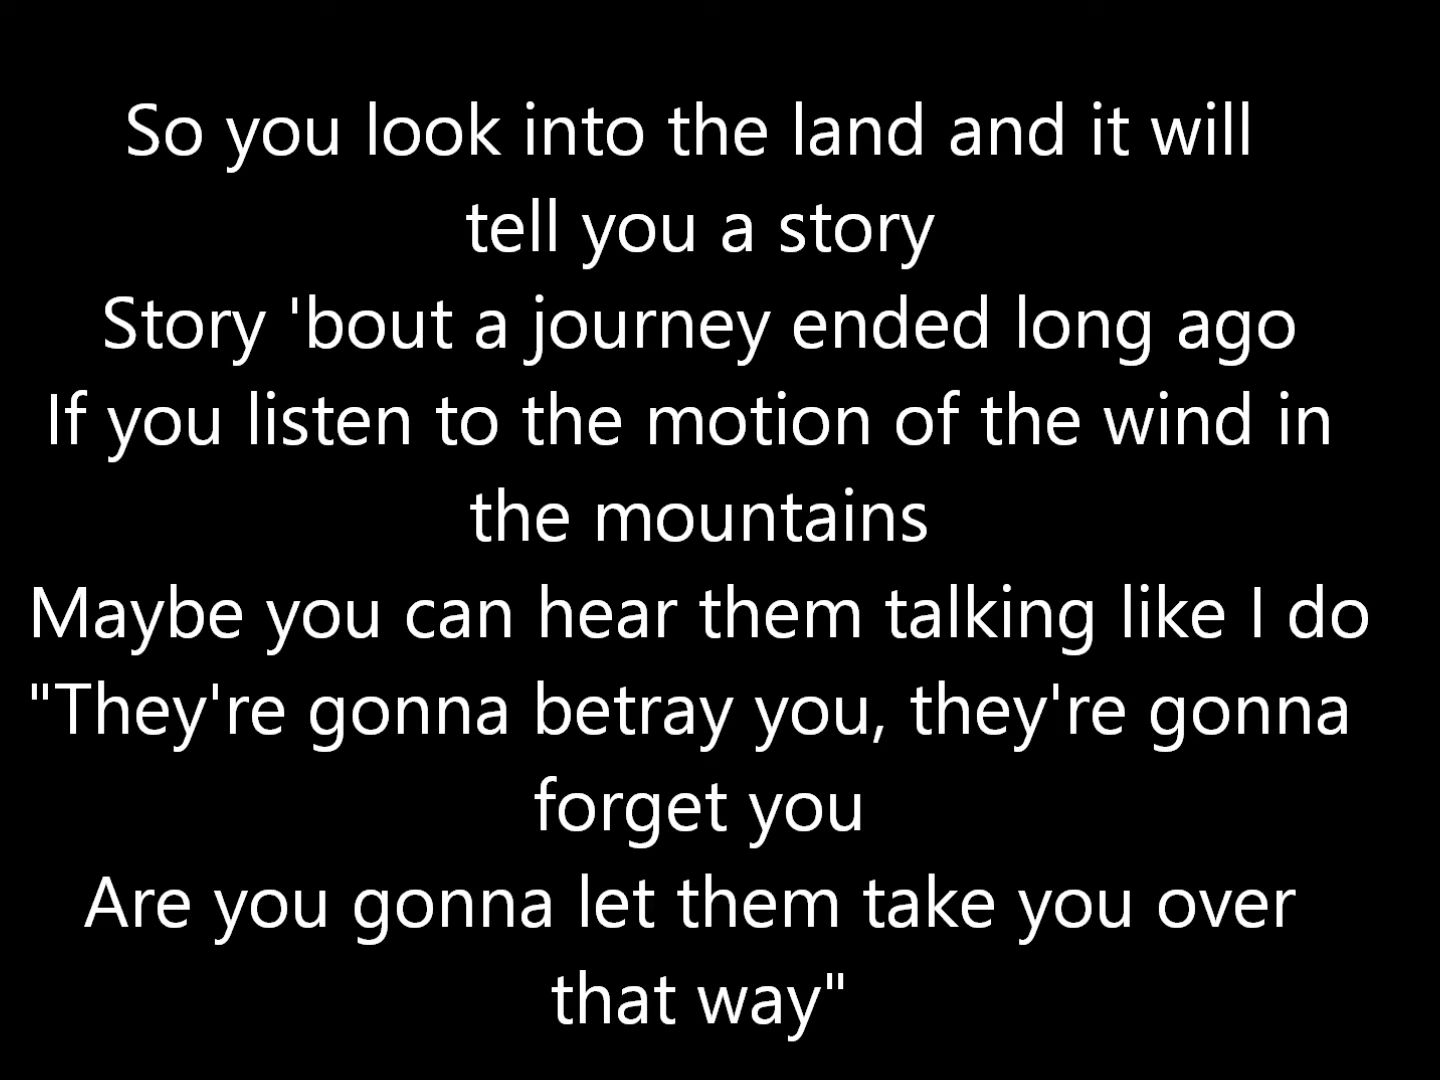 So you look into the land and it will
tell you a story
Story 'bout a journey ended long ago
If you listen to the motion of the wind in
the mountains
Maybe you can hear them talking like I do
"They're gonna betray you, they're gonna
forget you
Are you gonna let them take you over
that way"